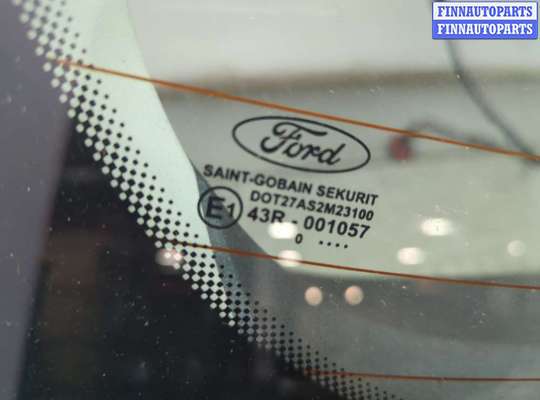 FINNAUTOPARTS
FINNAUTOPARTS
Ford
SAINT-GOBAIN SEKURIT
DOT27AS2M23100
E1 43R - 001057
0 ....